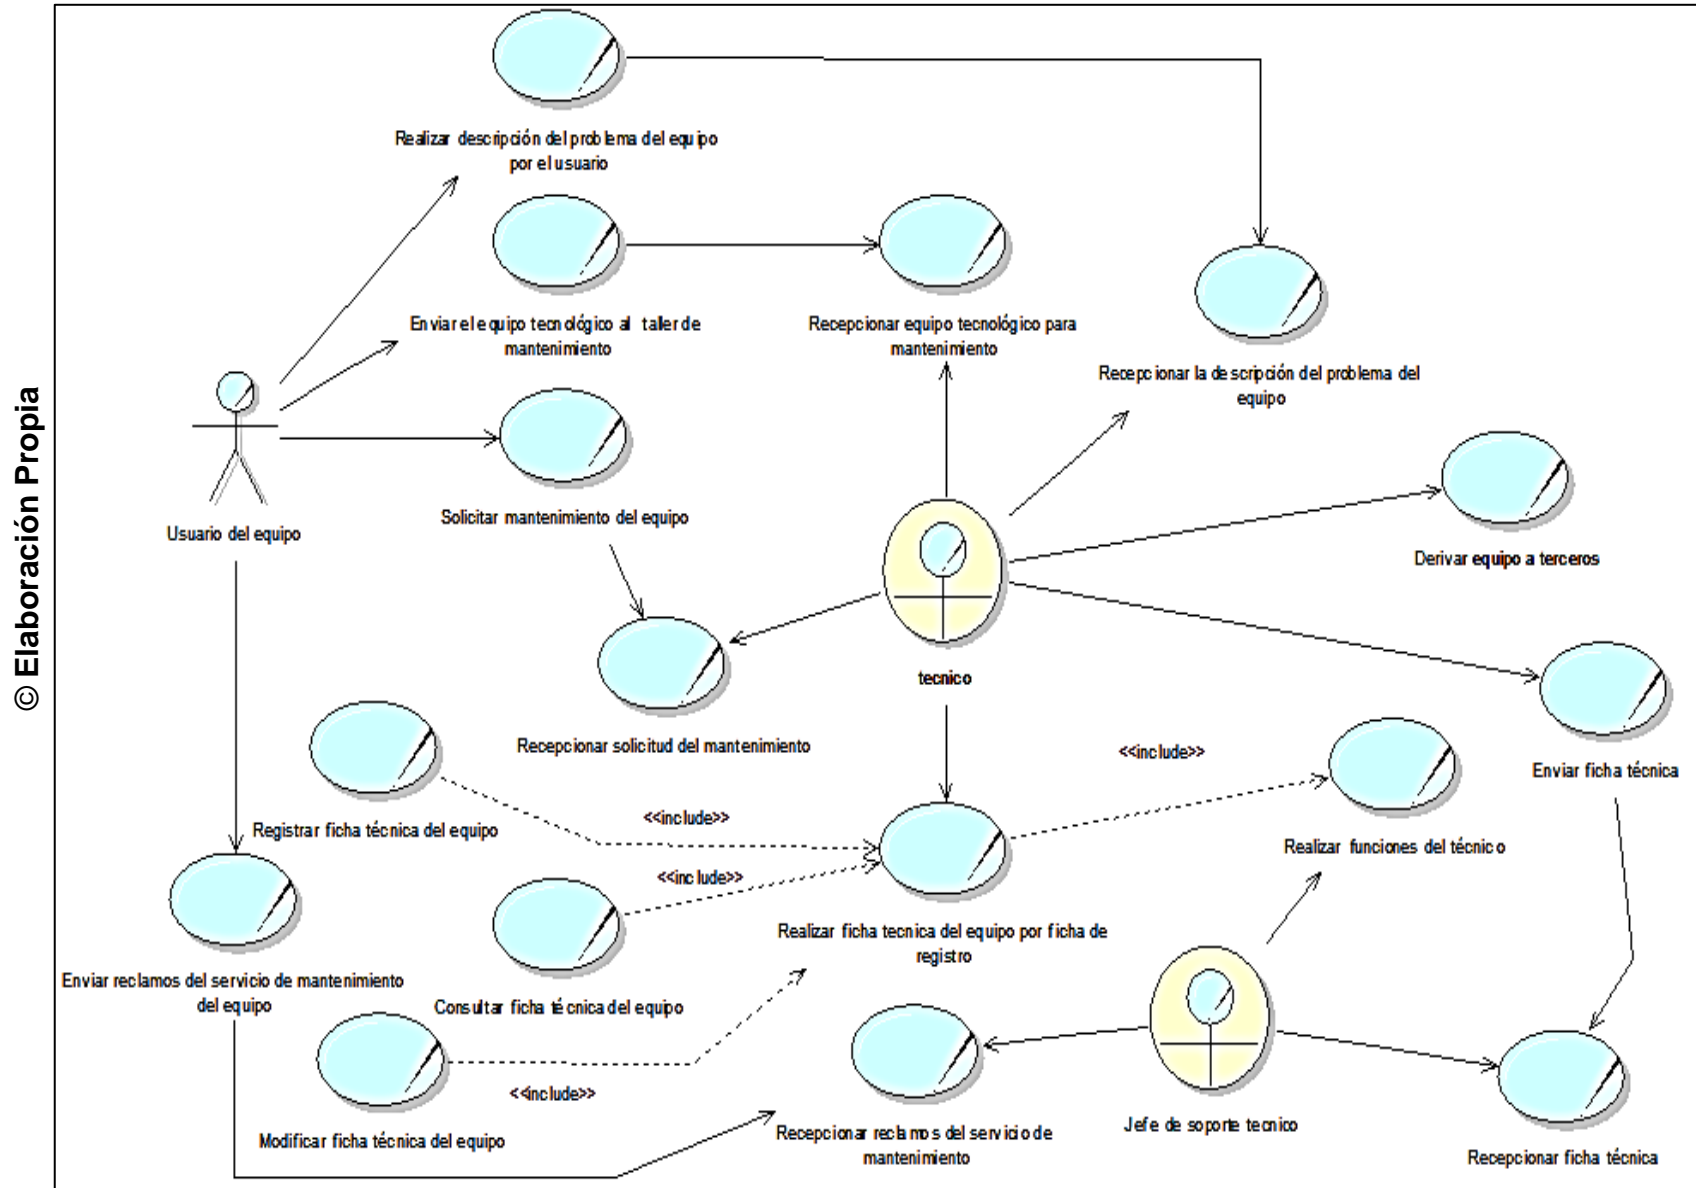 © Elaboración Propia
Realizar descripción del problema del equipo
por el usuario
Enviar el equipo tecnológico al taller de
mantenimiento
Recepcionar equipo tecnológico para
mantenimiento
Recepcionar la descripción del problema del
equipo
Usuario del equipo
Solicitar mantenimiento del equipo
Derivar equipo a terceros
tecnico
Recepcionar solicitud del mantenimiento
<<include>>
Enviar ficha técnica
Registrar ficha técnica del equipo
<<include>>
Realizar funciones del técnico
<<include>>
Realizar ficha tecnica del equipo por ficha de
registro
Enviar reclamos del servicio de mantenimiento
del equipo
Consultar ficha técnica del equipo
<<include>>
Modificar ficha técnica del equipo
Recepcionar reclamos del servicio de
mantenimiento
Jefe de soporte tecnico
Recepcionar ficha técnica